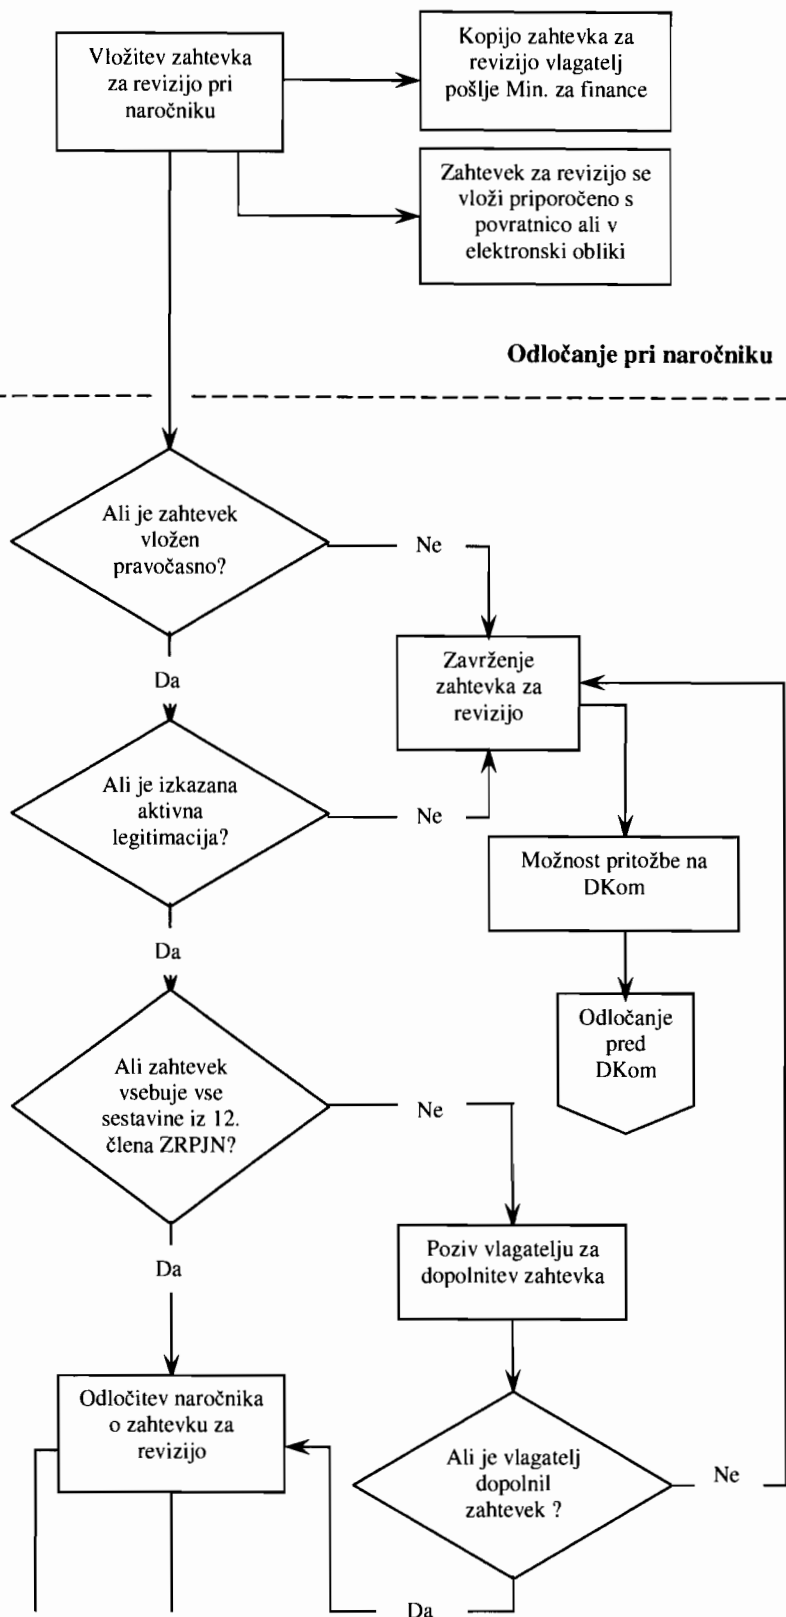 Vložitev zahtevka
za revizijo pri
naročniku
Kopijo zahtevka za
revizijo vlagatelj
pošlje Min. za finance
Zahtevek za revizijo se
vloži priporočeno s
povratnico ali v
elektronski obliki
Odločanje pri naročniku
Ali je zahtevek
vložen
pravočasno?
Ne
Da
Zavrženje
zahtevka za
revizijo
Ali je izkazana
aktivna
legitimacija?
Ne
Da
Možnost pritožbe na
DKom
Odločanje
pred
DKom
Ali zahtevek
vsebuje vse
sestavine iz 12.
člena ZRPJN?
Ne
Da
Poziv vlagatelju za
dopolnitev zahtevka
Odločitev naročnika
o zahtevku za
revizijo
Ali je vlagatelj
dopolnil
zahtevek ?
Ne
Da